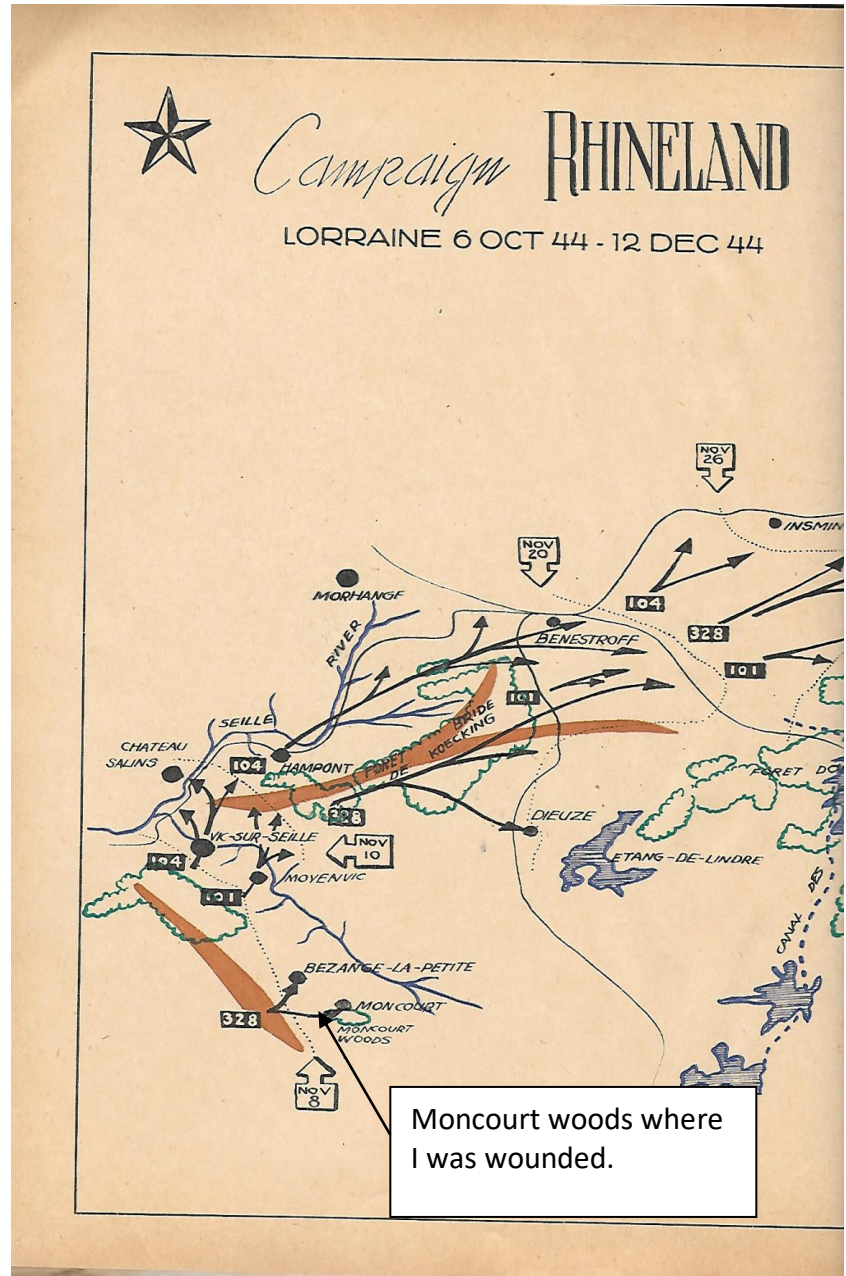 Campaign RHINELAND
LORRAINE 6 OCT 44 - 12 DEC 44
NOV
26
INSMIN
NOV
20
MORHANGE
104
BENESTROFF
328
RIVER
101
101
SEILLE
BRIDE
KOECKING
CHATEAU
SALINS
104
HAMPONT
FORET
DE
FORET DO
328
DIEUZE
VIC-SUR-SEILLE
NOV
10
104
ETANG-DE-LINDRE
MOYENVIC
101
CANAL DES
BEZANGE-LA-PETITE
MONCOURT
328
MONCOURT
WOODS
NOV
8
Moncourt woods where
I was wounded.